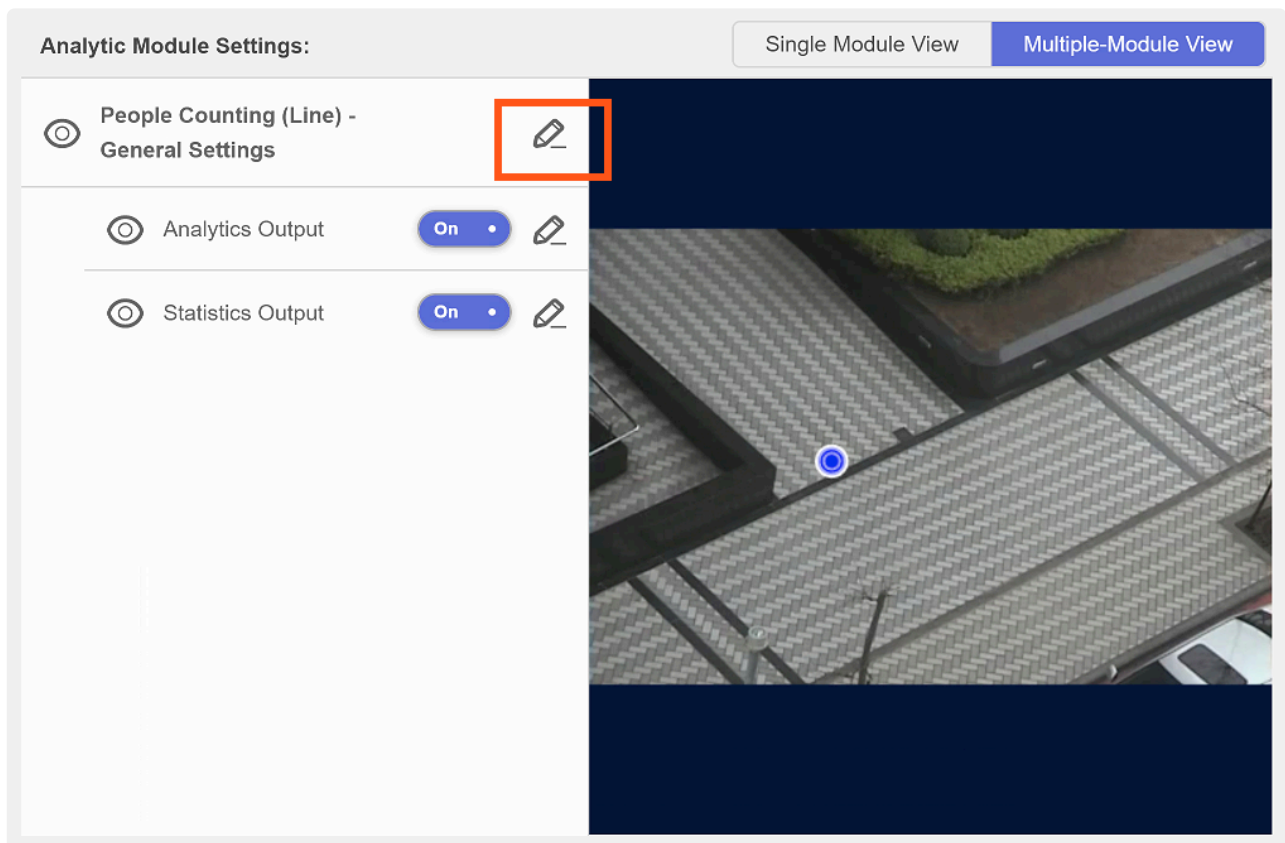 Analytic Module Settings:
Single Module View
Multiple-Module View
People Counting (Line) -
General Settings
Analytics Output
On
Statistics Output
On